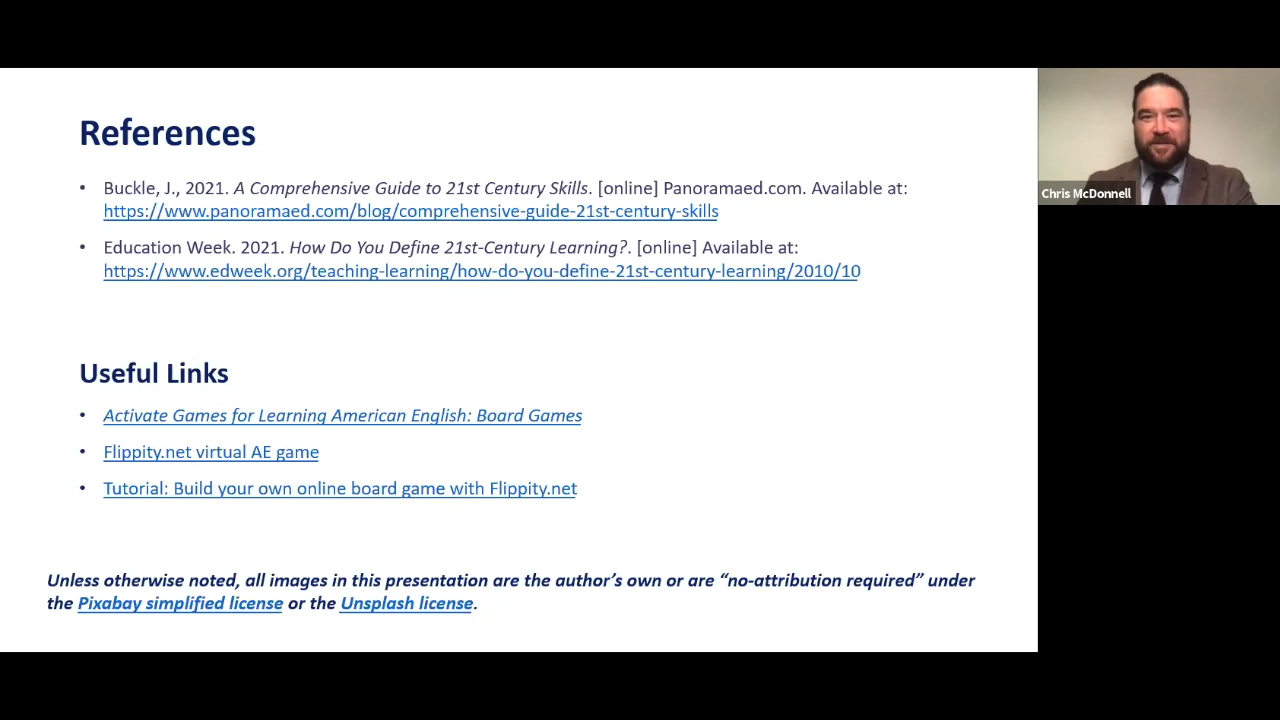 References
• Buckle, J., 2021. A Comprehensive Guide to 21st Century Skills. [online] Panoramaed.com. Available at:
https://www.panoramaed.com/blog/comprehensive-guide-21st-century-skills
• Education Week. 2021. How Do You Define 21st-Century Learning?. [online] Available at:
https://www.edweek.org/teaching-learning/how-do-you-define-21st-century-learning/2010/10
Useful Links
• Activate Games for Learning American English: Board Games
• Flippity.net virtual AE game
• Tutorial: Build your own online board game with Flippity.net
Unless otherwise noted, all images in this presentation are the author’s own or are “no-attribution required” under
the Pixabay simplified license or the Unsplash license.
Chris McDonnell